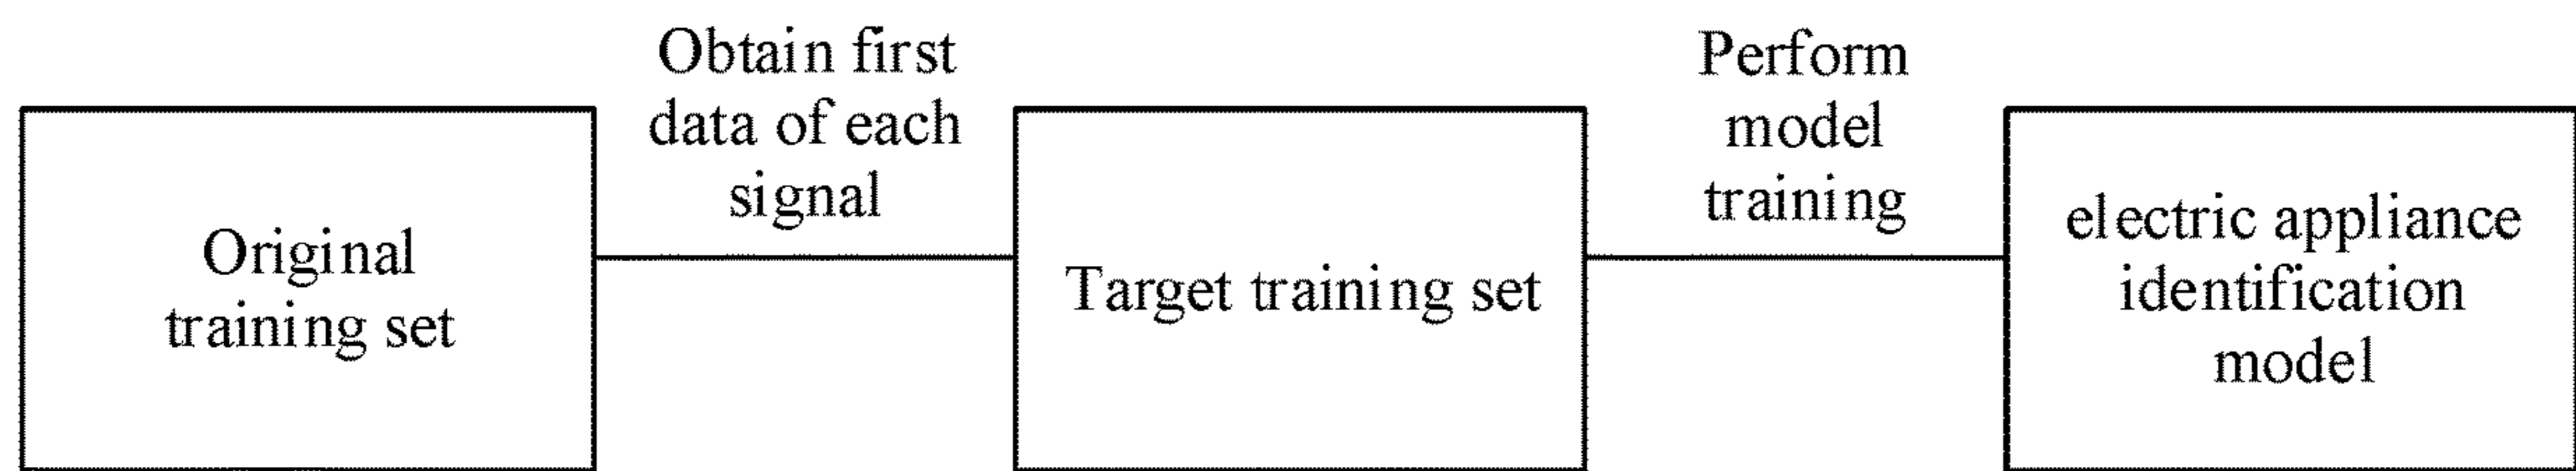 Original
training set
Obtain first
data of each
signal
Target training set
Perform
model
training
electric appliance
identification
model